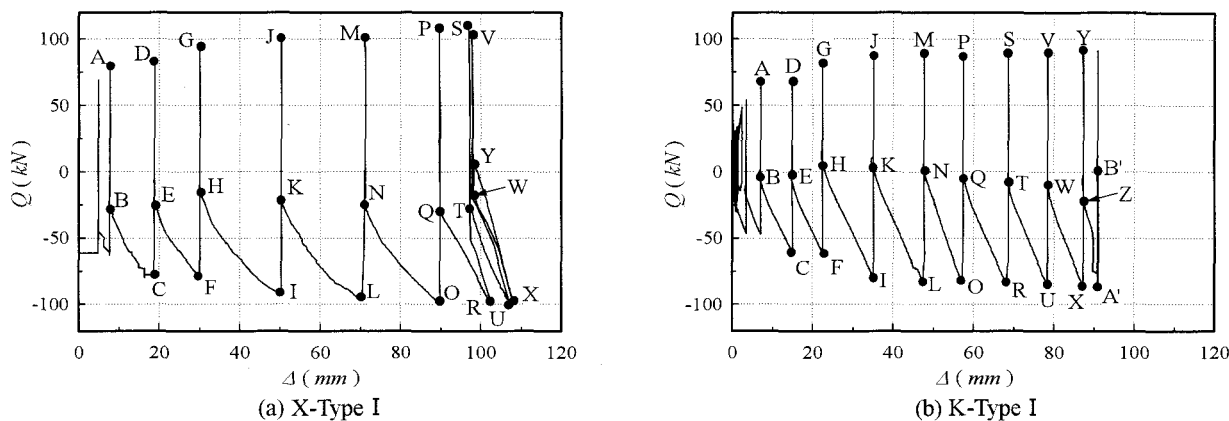 100
50
0
-50
-100
Q ( kN )
A
D
G
J
M
P
S
V
B
E
H
K
N
Q
T
Y
W
C
F
I
L
O
R
U
X
0 20 40 60 80 100 120
Δ ( mm )
(a) X-Type I
100
50
0
-50
-100
Q ( kN )
A
D
G
J
M
P
S
V
Y
B
E
H
K
N
Q
T
W
Z
B'
C
F
I
L
O
R
U
X
A'
0 20 40 60 80 100 120
Δ ( mm )
(b) K-Type I